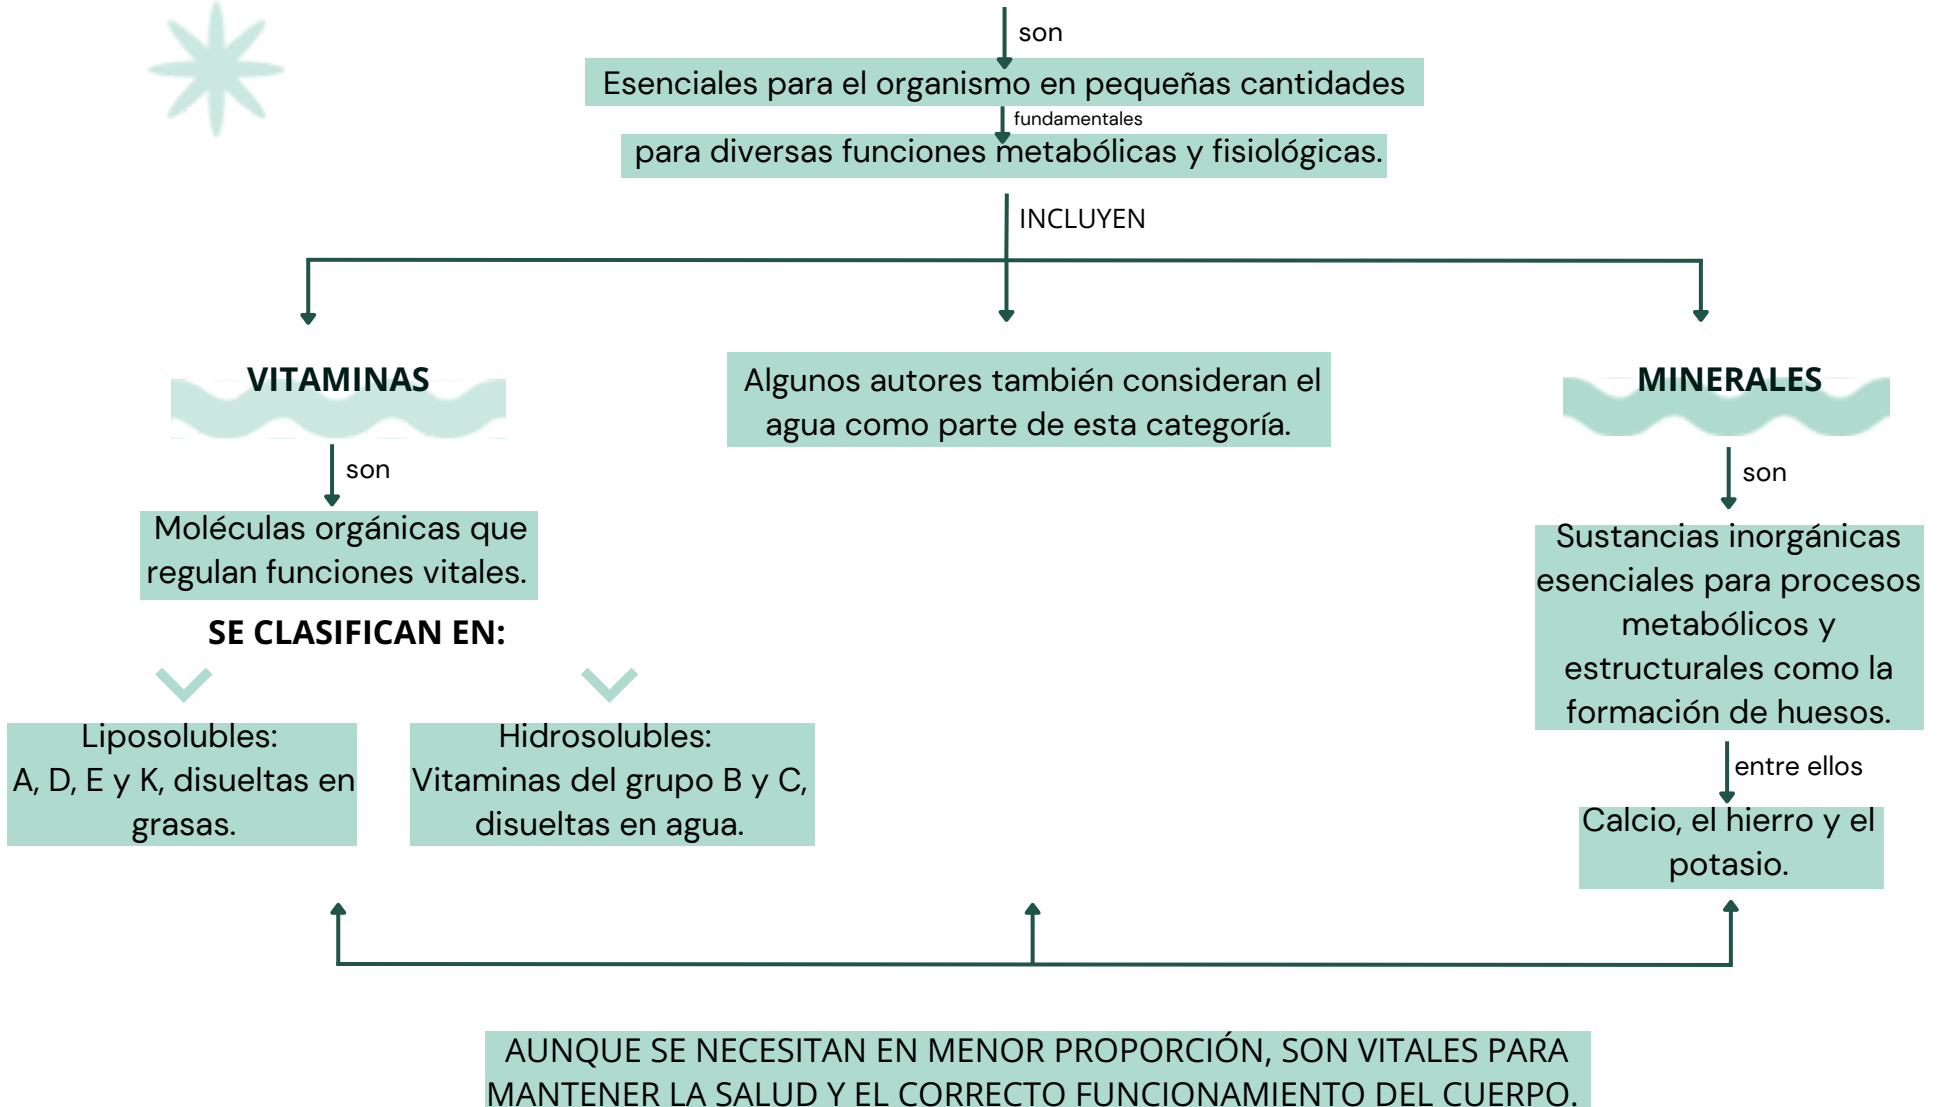 son
Esenciales para el organismo en pequeñas cantidades
fundamentales
para diversas funciones metabólicas y fisiológicas.
INCLUYEN
VITAMINAS
son
Moléculas orgánicas que
regulan funciones vitales.
SE CLASIFICAN EN:
Liposolubles:
A, D, E y K, disueltas en
grasas.
Hidrosolubles:
Vitaminas del grupo B y C,
disueltas en agua.
Algunos autores también consideran el
agua como parte de esta categoría.
MINERALES
son
Sustancias inorgánicas
esenciales para procesos
metabólicos y
estructurales como la
formación de huesos.
entre ellos
Calcio, el hierro y el
potasio.
AUNQUE SE NECESITAN EN MENOR PROPORCIÓN, SON VITALES PARA
MANTENER LA SALUD Y EL CORRECTO FUNCIONAMIENTO DEL CUERPO.